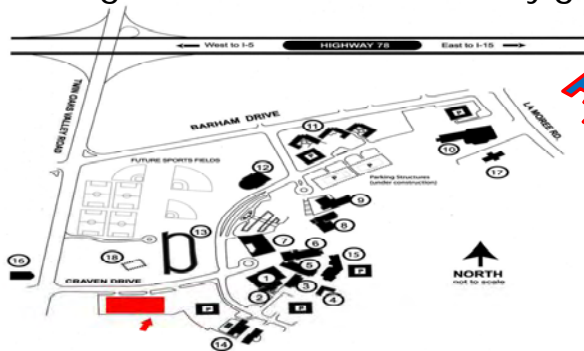 West to I-5 HIGHWAY 78 East to I-15
TWIN OAKS VALLEY ROAD
BARHAM DRIVE
LA MOREE RD.
P
11
10
FUTURE SPORTS FIELDS
12
P
17
Parking Structures
(under construction)
9
8
13
7
6
18
15
16
5
P
1
NORTH
not to scale
CRAVEN DRIVE
2
3
4
P
P
14